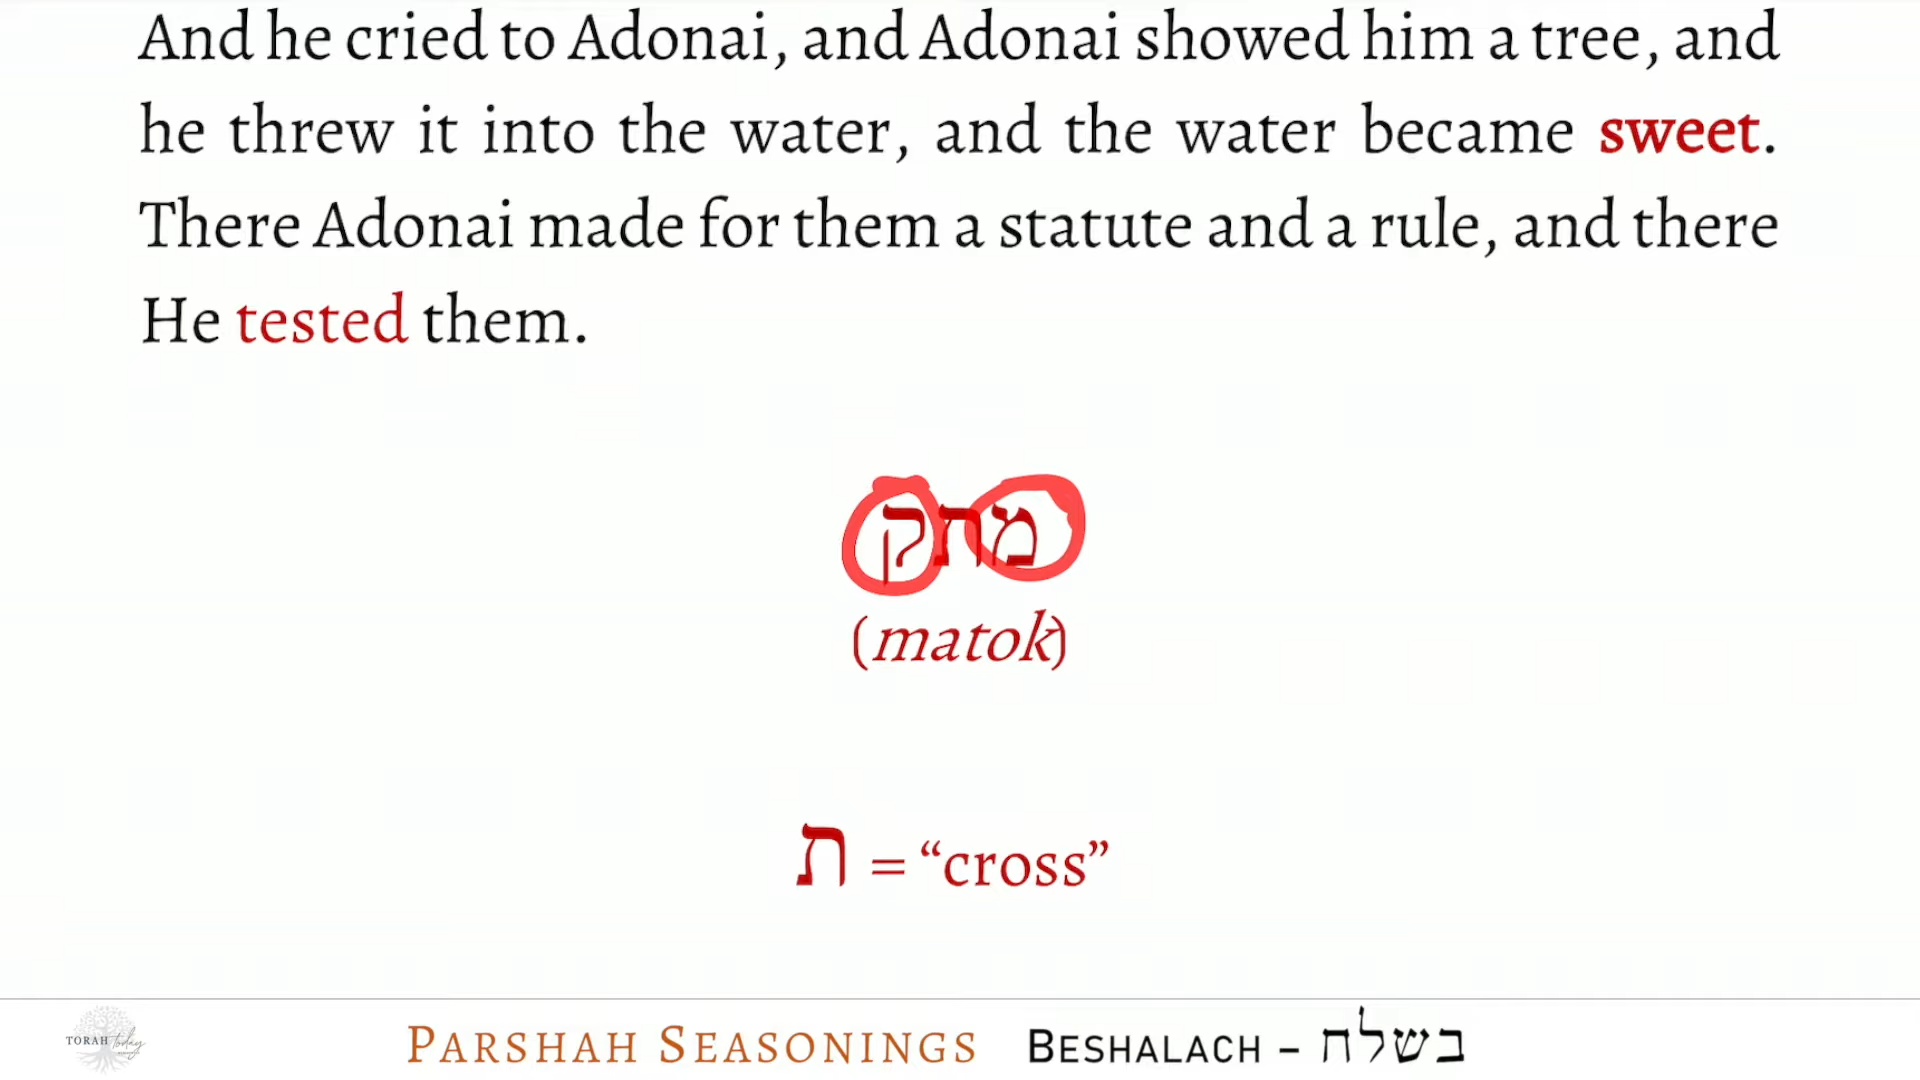 And he cried to Adonai, and Adonai showed him a tree, and
he threw it into the water, and the water became sweet.
There Adonai made for them a statute and a rule, and there
He tested them.
מתק
(matok)
ת = “cross”
TORAH today
PARSHAH SEASONINGS BESHALACH – בשלח